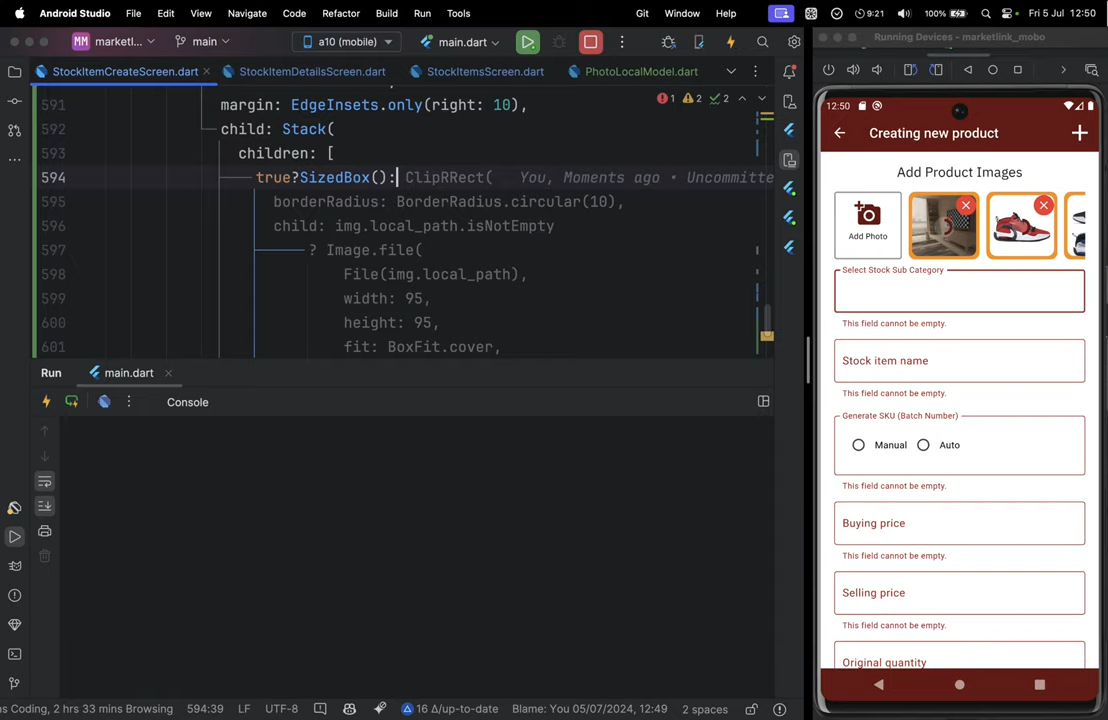 Android Studio File Edit View Navigate Code Refactor Build Run Tools Git Window Help 9:21 100% Fri 5 Jul 12:50
Running Devices - marketlink_mobo
MM marketl... main a10 (mobile) main.dart
StockItemCreateScreen.dart StockItemDetailsScreen.dart StockItemsScreen.dart PhotoLocalModel.dart
591 margin: EdgeInsets.only(right: 10), 1 2 2
592 child: Stack(
593 children: [
594 true?SizedBox(): ClipRRect( You, Moments ago • Uncommitte
595 borderRadius: BorderRadius.circular(10),
596 child: img.local_path.isNotEmpty
597 ? Image.file(
598 File(img.local_path),
599 width: 95,
600 height: 95,
601 fit: BoxFit.cover,
Run main.dart
Console
12:50
Creating new product
Add Product Images
Add Photo
Select Stock Sub Category
This field cannot be empty.
Stock item name
This field cannot be empty.
Generate SKU (Batch Number)
Manual Auto
This field cannot be empty.
Buying price
This field cannot be empty.
Selling price
This field cannot be empty.
Original quantity
s Coding, 2 hrs 33 mins Browsing 594:39 LF UTF-8 16 Δ/up-to-date Blame: You 05/07/2024, 12:49 2 spaces